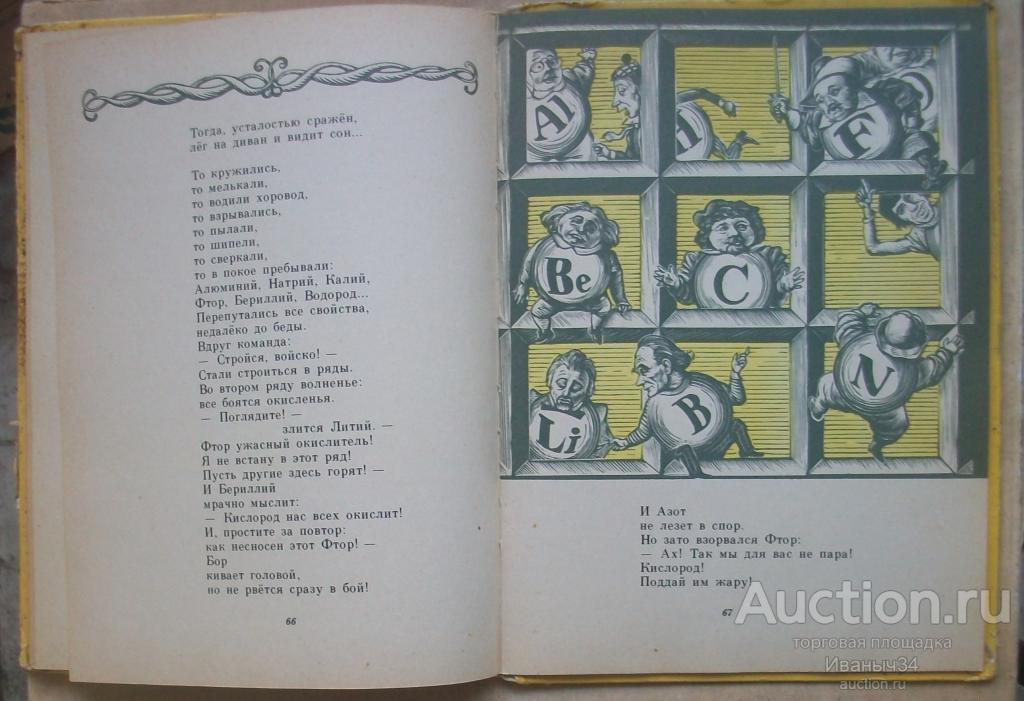 Тогда, усталостью сражён,
лёг на диван и видит сон...
То кружились,
то мелькали,
то водили хоровод,
то взрывались,
то пылали,
то шипели,
то сверкали,
то в покое пребывали:
Алюминий, Натрий, Калий,
Фтор, Бериллий, Водород...
Перепутались все свойства,
недалёко до беды.
Вдруг команда:
— Стройся, войско! —
Стали строиться в ряды.
Во втором ряду волненье:
все боятся окисленья.
— Поглядите! —
злится Литий. —
Фтор ужасный окислитель!
Я не встану в этот ряд!
Пусть другие здесь горят! —
И Бериллий
мрачно мыслит:
— Кислород нас всех окислит!
И, простите за повтор:
как несносен этот Фтор! —
Бор
кивает головой,
но не рвётся сразу в бой!
66
Al
H
F
O
Be
C
Li
B
N
И Азот
не лезет в спор.
Но зато взорвался Фтор:
— Ах! Так мы для вас не пара!
Кислород!
Поддай им жару!
67
Auction.ru
торговая площадка
Иваныч34
auction.ru